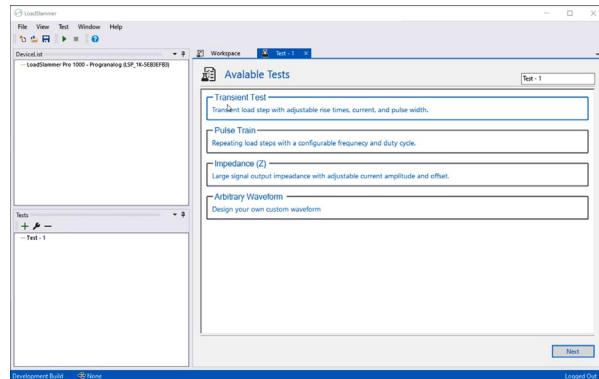 LoadSlammer
File View Test Window Help
DeviceList
LoadSlammer Pro 1000 - Progranalog (LSP_1K-5EB3EFB3)
Workspace Test - 1
Avalable Tests
Test - 1
Transient Test
Transient load step with adjustable rise times, current, and pulse width.
Pulse Train
Repeating load steps with a configurable frequnecy and duty cycle.
Impedance (Z)
Large signal output impeadance with adjustable current amplitude and offset.
Arbitrary Waveform
Design your own custom waveform
Tests
Test - 1
Next
Development Build None Logged Out